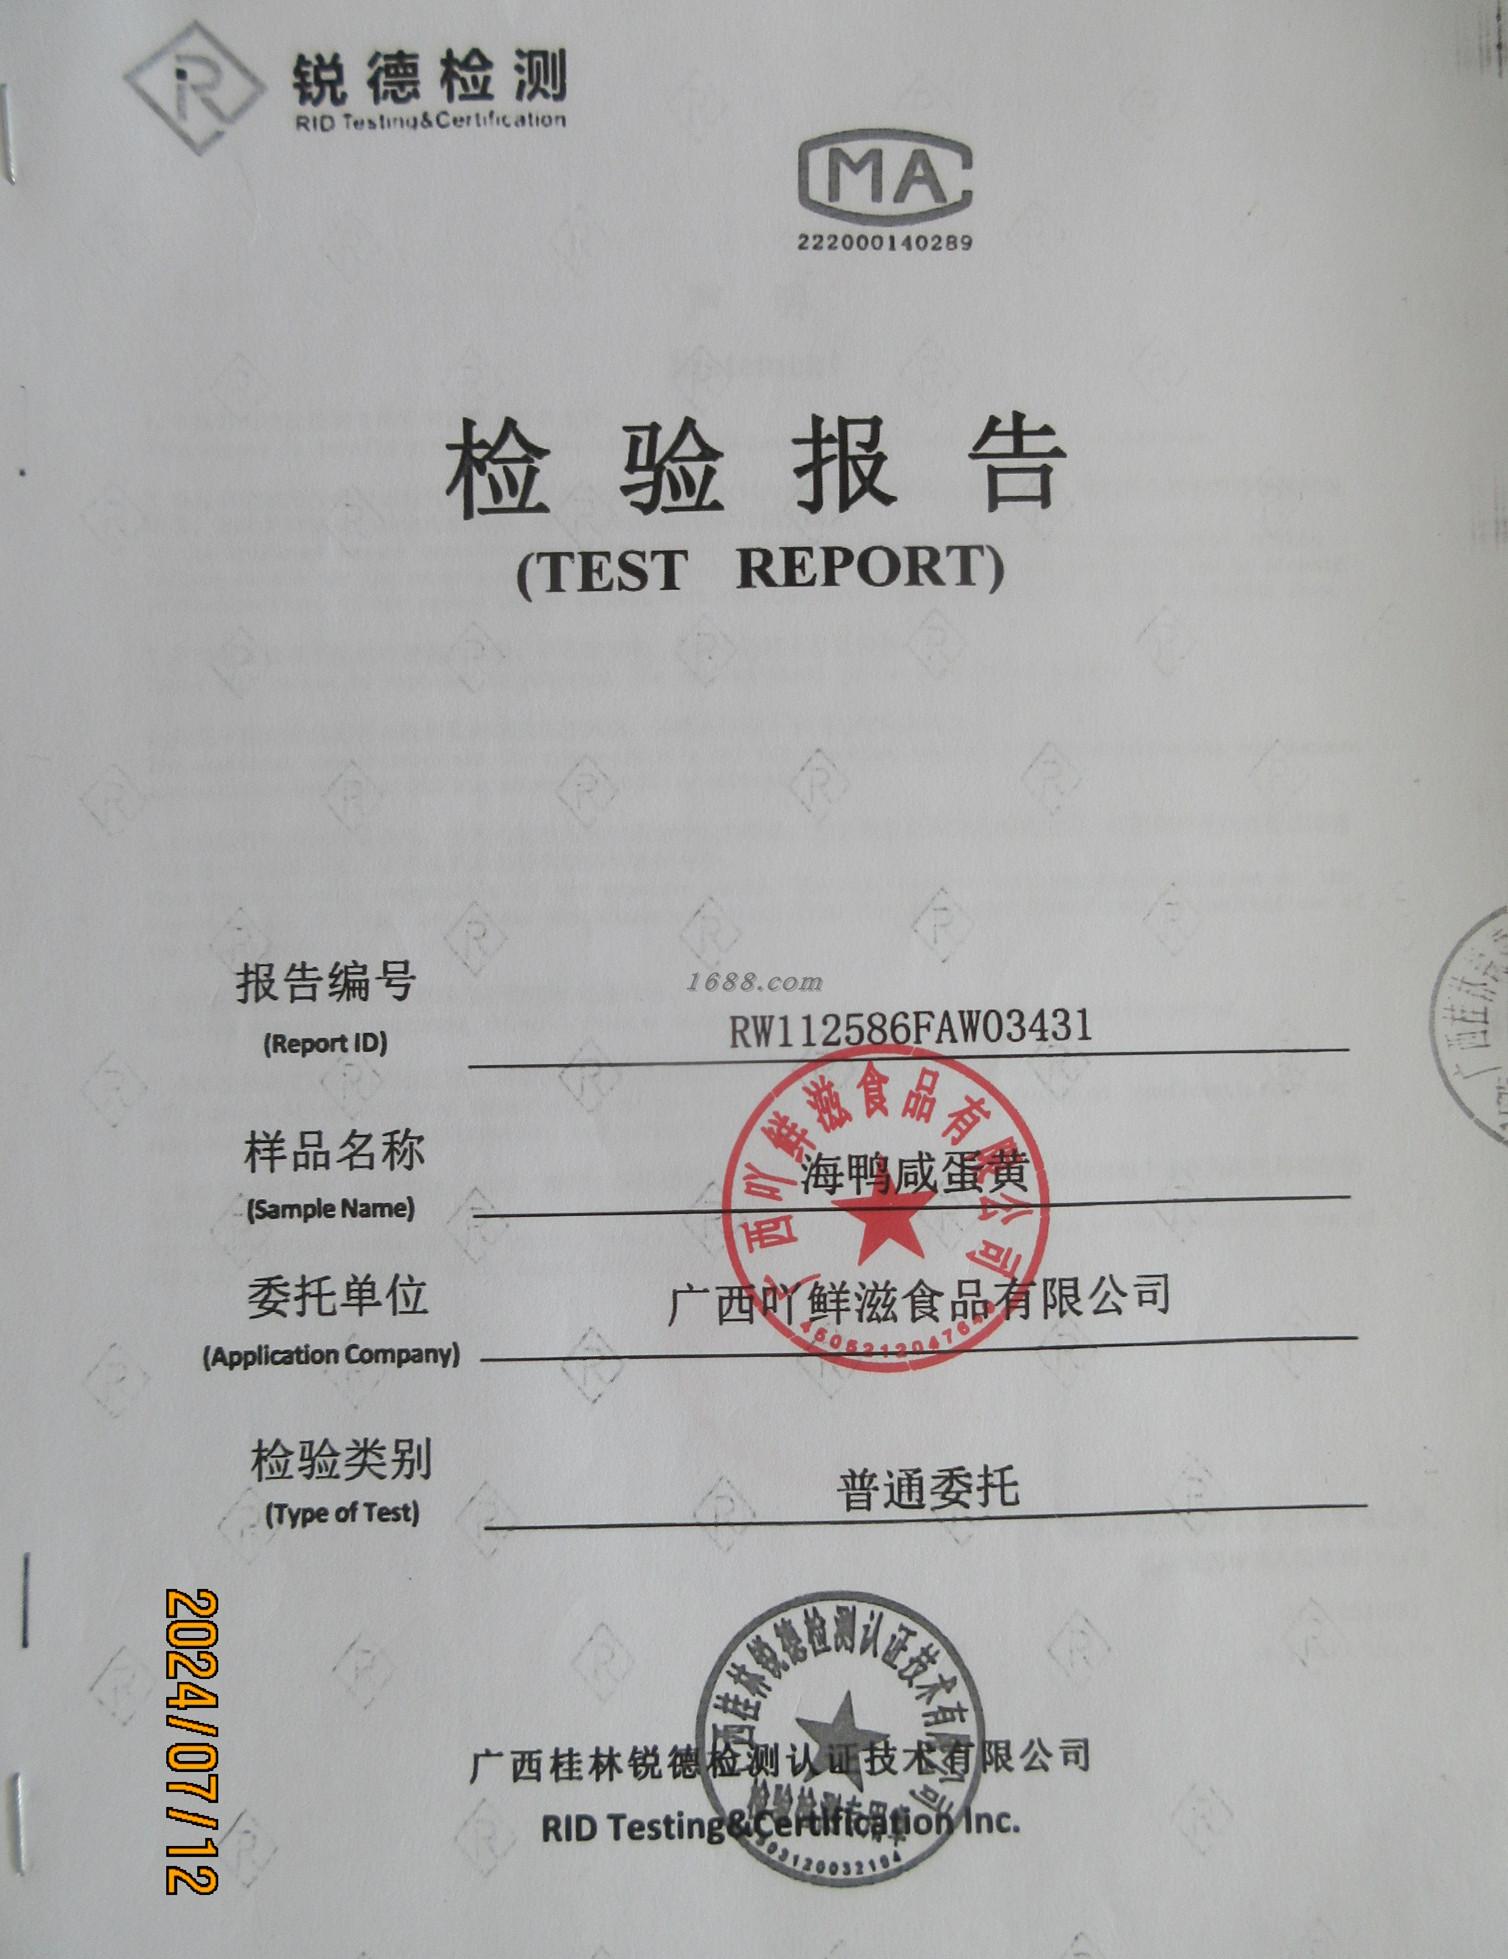 锐德检测
RID Testing&Certification
CMA
222000140289
检验报告
(TEST REPORT)
1688.com
报告编号
(Report ID)
RW112586FAW03431
样品名称
(Sample Name)
海鸭咸蛋黄
委托单位
(Application Company)
广西吖鲜滋食品有限公司
广西吖鲜滋食品有限公司
检验类别
(Type of Test)
普通委托
广西桂林锐德检测认证技术有限公司
广西桂林锐德检测认证技术有限公司
RID Testing&Certification Inc.
2024/07/12